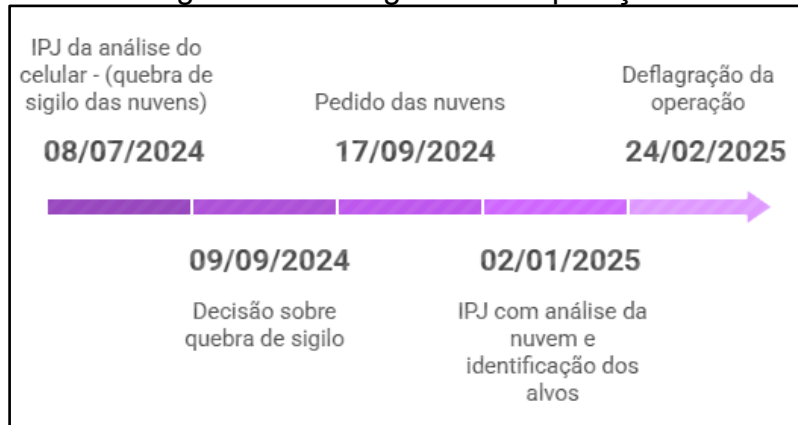 IPJ da análise do
celular - (quebra de
sigilo das nuvens)
08/07/2024
Pedido das nuvens
17/09/2024
Deflagração da
operação
24/02/2025
09/09/2024
Decisão sobre
quebra de sigilo
02/01/2025
IPJ com análise da
nuvem e
identificação dos
alvos